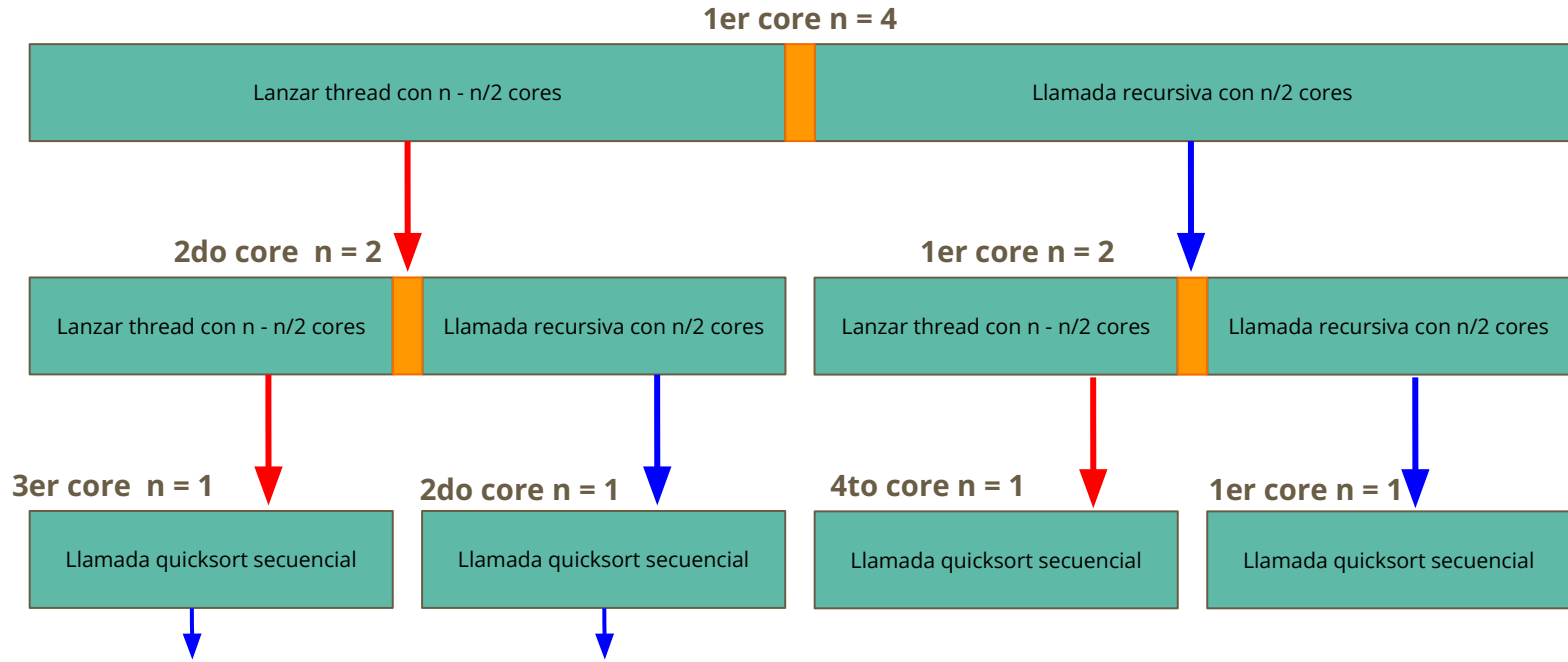 1er core n = 4
Lanzar thread con n - n/2 cores
Llamada recursiva con n/2 cores
2do core  n = 2
1er core n = 2
Lanzar thread con n - n/2 cores
Llamada recursiva con n/2 cores
Lanzar thread con n - n/2 cores
Llamada recursiva con n/2 cores
3er core  n = 1
2do core n = 1
4to core n = 1
1er core n = 1
Llamada quicksort secuencial
Llamada quicksort secuencial
Llamada quicksort secuencial
Llamada quicksort secuencial